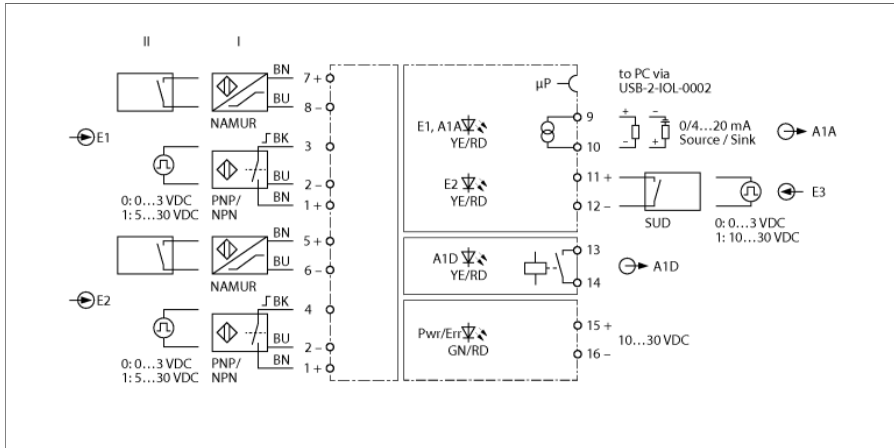 II I
BN 7 +
BU 8 –
NAMUR
E1
BK 3
BU 2 –
BN 1 +
PNP/
NPN
0: 0…3 VDC
1: 5…30 VDC
BN 5 +
BU 6 –
NAMUR
E2
BK 4
BU 2 –
BN 1 +
PNP/
NPN
0: 0…3 VDC
1: 5…30 VDC
µP
to PC via
USB-2-IOL-0002
E1, A1A
YE/RD
9
10
+ –
– +
0/4…20 mA
Source / Sink
A1A
E2
YE/RD
11 +
12 –
SUD
E3
0: 0…3 VDC
1: 10…30 VDC
A1D
YE/RD
13
14
A1D
Pwr/Err
GN/RD
15 +
16 –
10…30 VDC